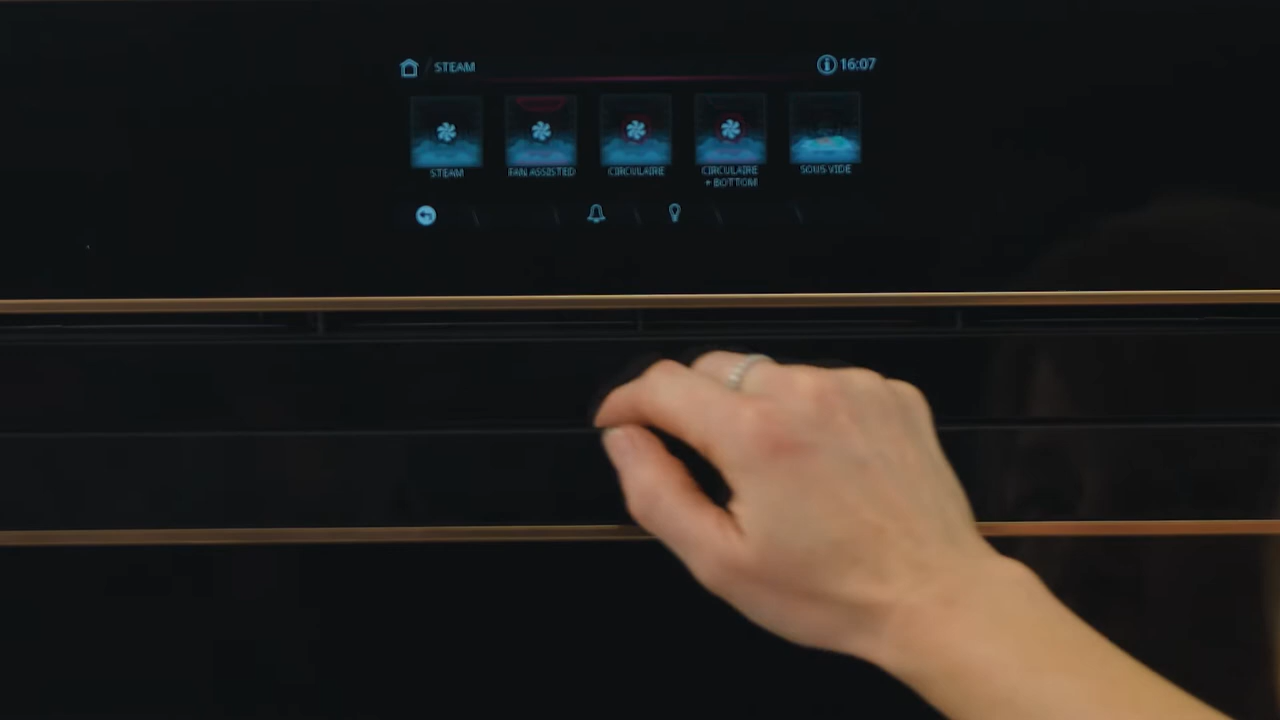 STEAM
16:07
STEAM
FAN ASSISTED
CIRCULAIRE
CIRCULAIRE
+ BOTTOM
SOUS VIDE